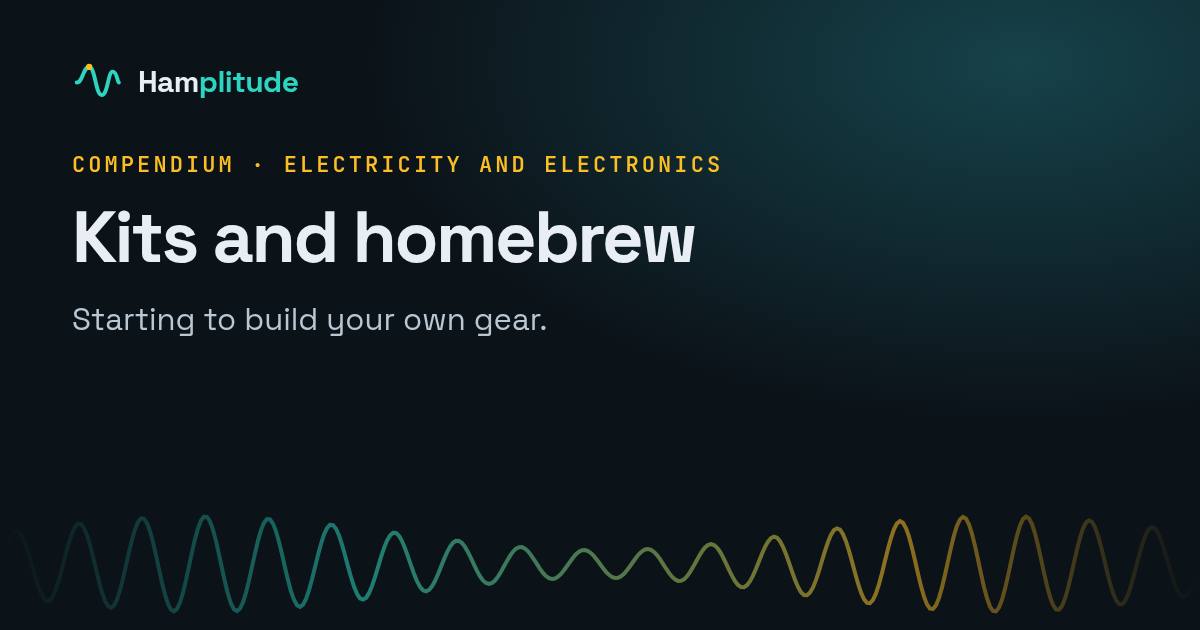 Hamplitude
COMPENDIUM · ELECTRICITY AND ELECTRONICS
Kits and homebrew
Starting to build your own gear.